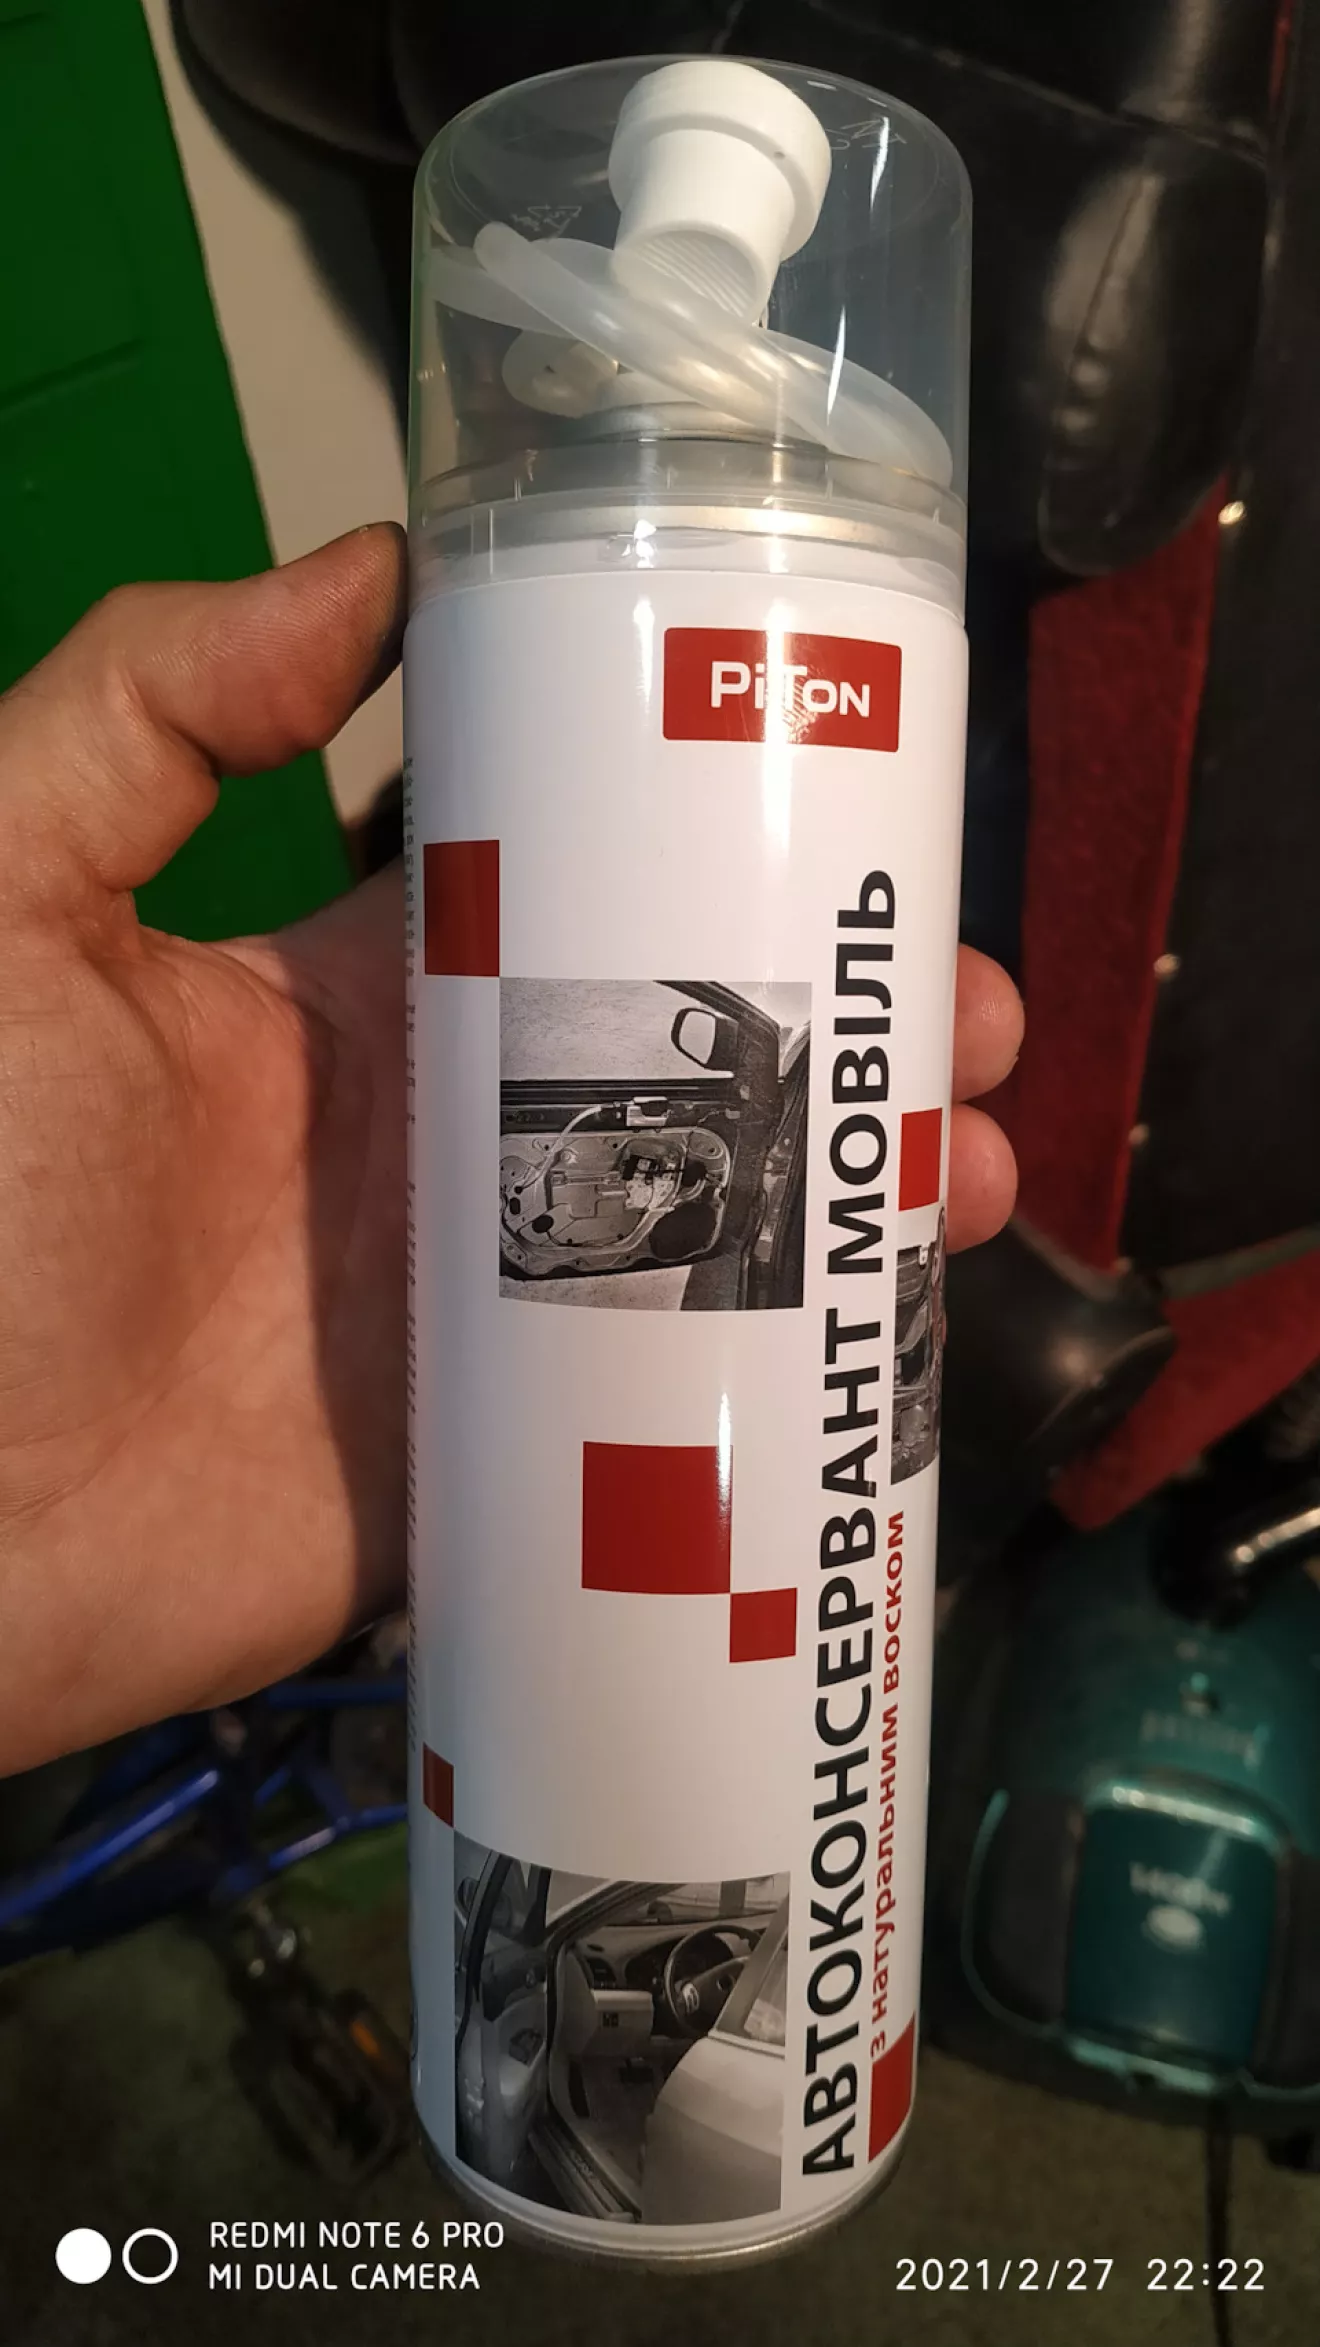 PiTON
АВТОКОНСЕРВАНТ МОВІЛЬ
з натуральним воском
REDMI NOTE 6 PRO
MI DUAL CAMERA
2021/2/27 22:22